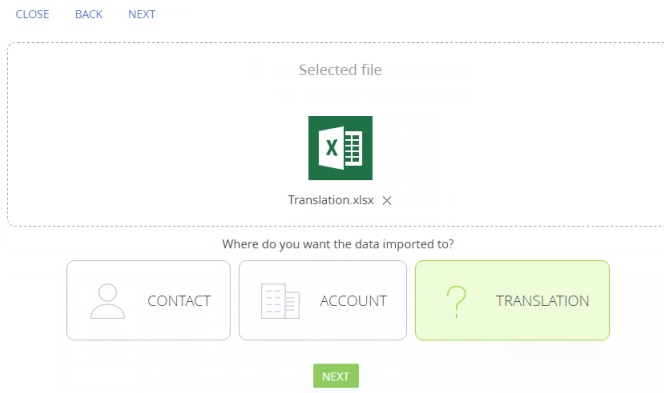 CLOSE BACK NEXT
Selected file
X
Translation.xlsx ×
Where do you want the data imported to?
CONTACT ACCOUNT ? TRANSLATION
NEXT